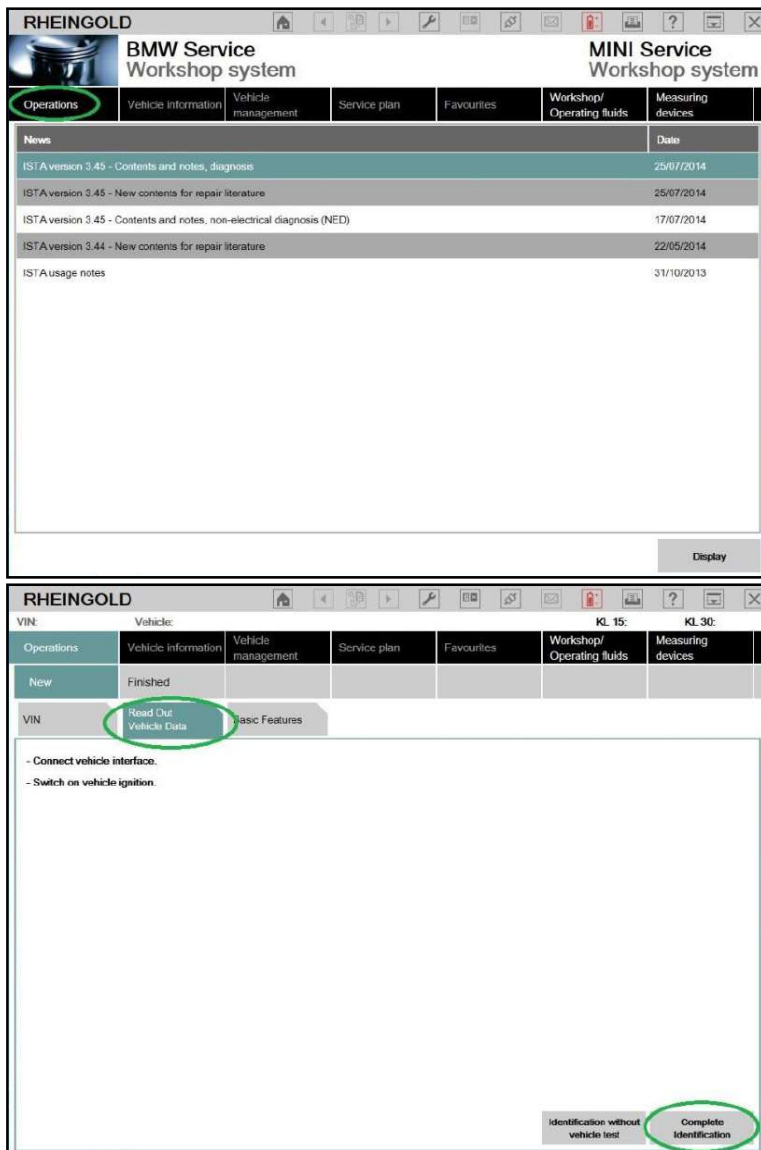 RHEINGOLD
BMW Service
Workshop system
MINI Service
Workshop system
Operations
Vehicle information
Vehicle
management
Service plan
Favourites
Workshop/
Operating fluids
Measuring
devices
News
Date
ISTA version 3.45 - Contents and notes, diagnosis
25/07/2014
ISTA version 3.45 - New contents for repair literature
25/07/2014
ISTA version 3.45 - Contents and notes, non-electrical diagnosis (NED)
17/07/2014
ISTA version 3.44 - New contents for repair literature
22/05/2014
ISTA usage notes
31/10/2013
Display
RHEINGOLD
VIN:
Vehicle:
KL 15:
KL 30:
Operations
Vehicle information
Vehicle
management
Service plan
Favourites
Workshop/
Operating fluids
Measuring
devices
New
Finished
VIN
Read Out
Vehicle Data
Basic Features
- Connect vehicle interface.
- Switch on vehicle ignition.
Identification without
vehicle test
Complete
Identification